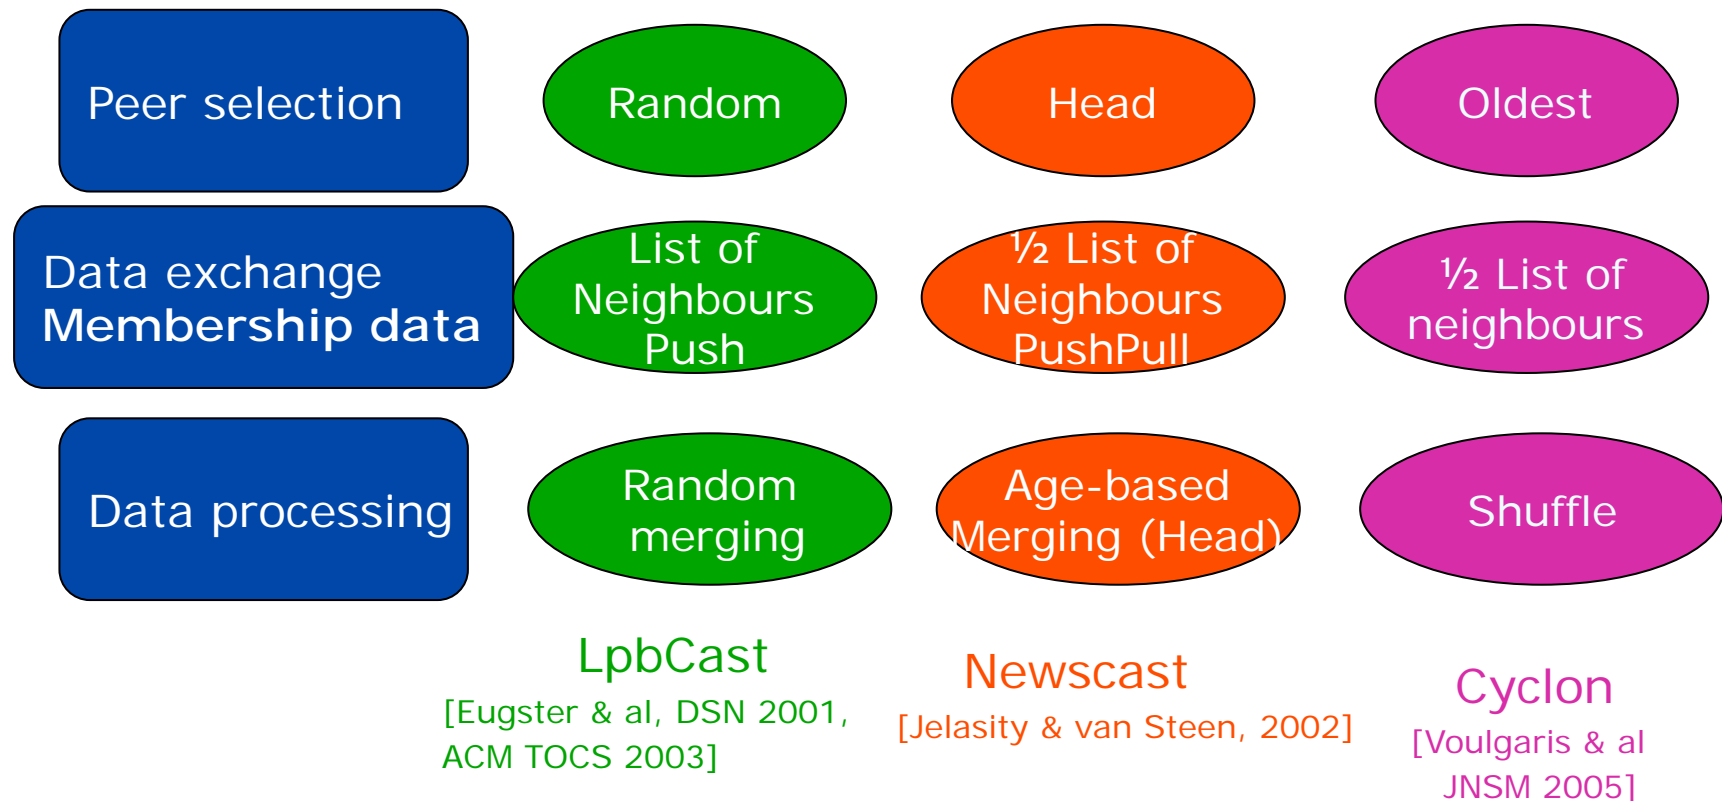 Peer selection
Random
Head
Oldest
Data exchange
Membership data
List of
Neighbours
Push
½ List of
Neighbours
PushPull
½ List of
neighbours
Data processing
Random
merging
Age-based
Merging (Head)
Shuffle
LpbCast
[Eugster & al, DSN 2001,
ACM TOCS 2003]
Newscast
[Jelasity & van Steen, 2002]
Cyclon
[Voulgaris & al
JNSM 2005]